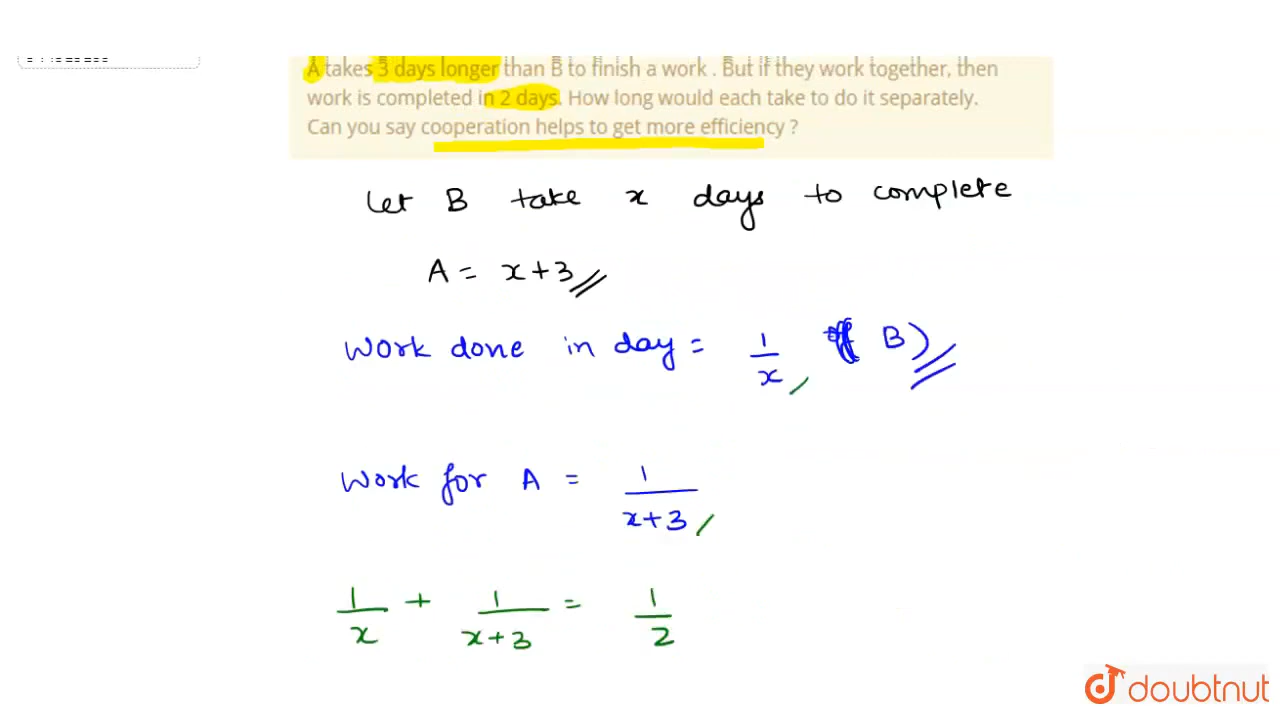 A takes 3 days longer than B to finish a work . But if they work together, then
work is completed in 2 days. How long would each take to do it separately.
Can you say cooperation helps to get more efficiency ?
Let B take x days to complete
A = x+3
Work done in day = 1/x B)
Work for A = 1/(x+3)
1/x + 1/(x+3) = 1/2
doubtnut